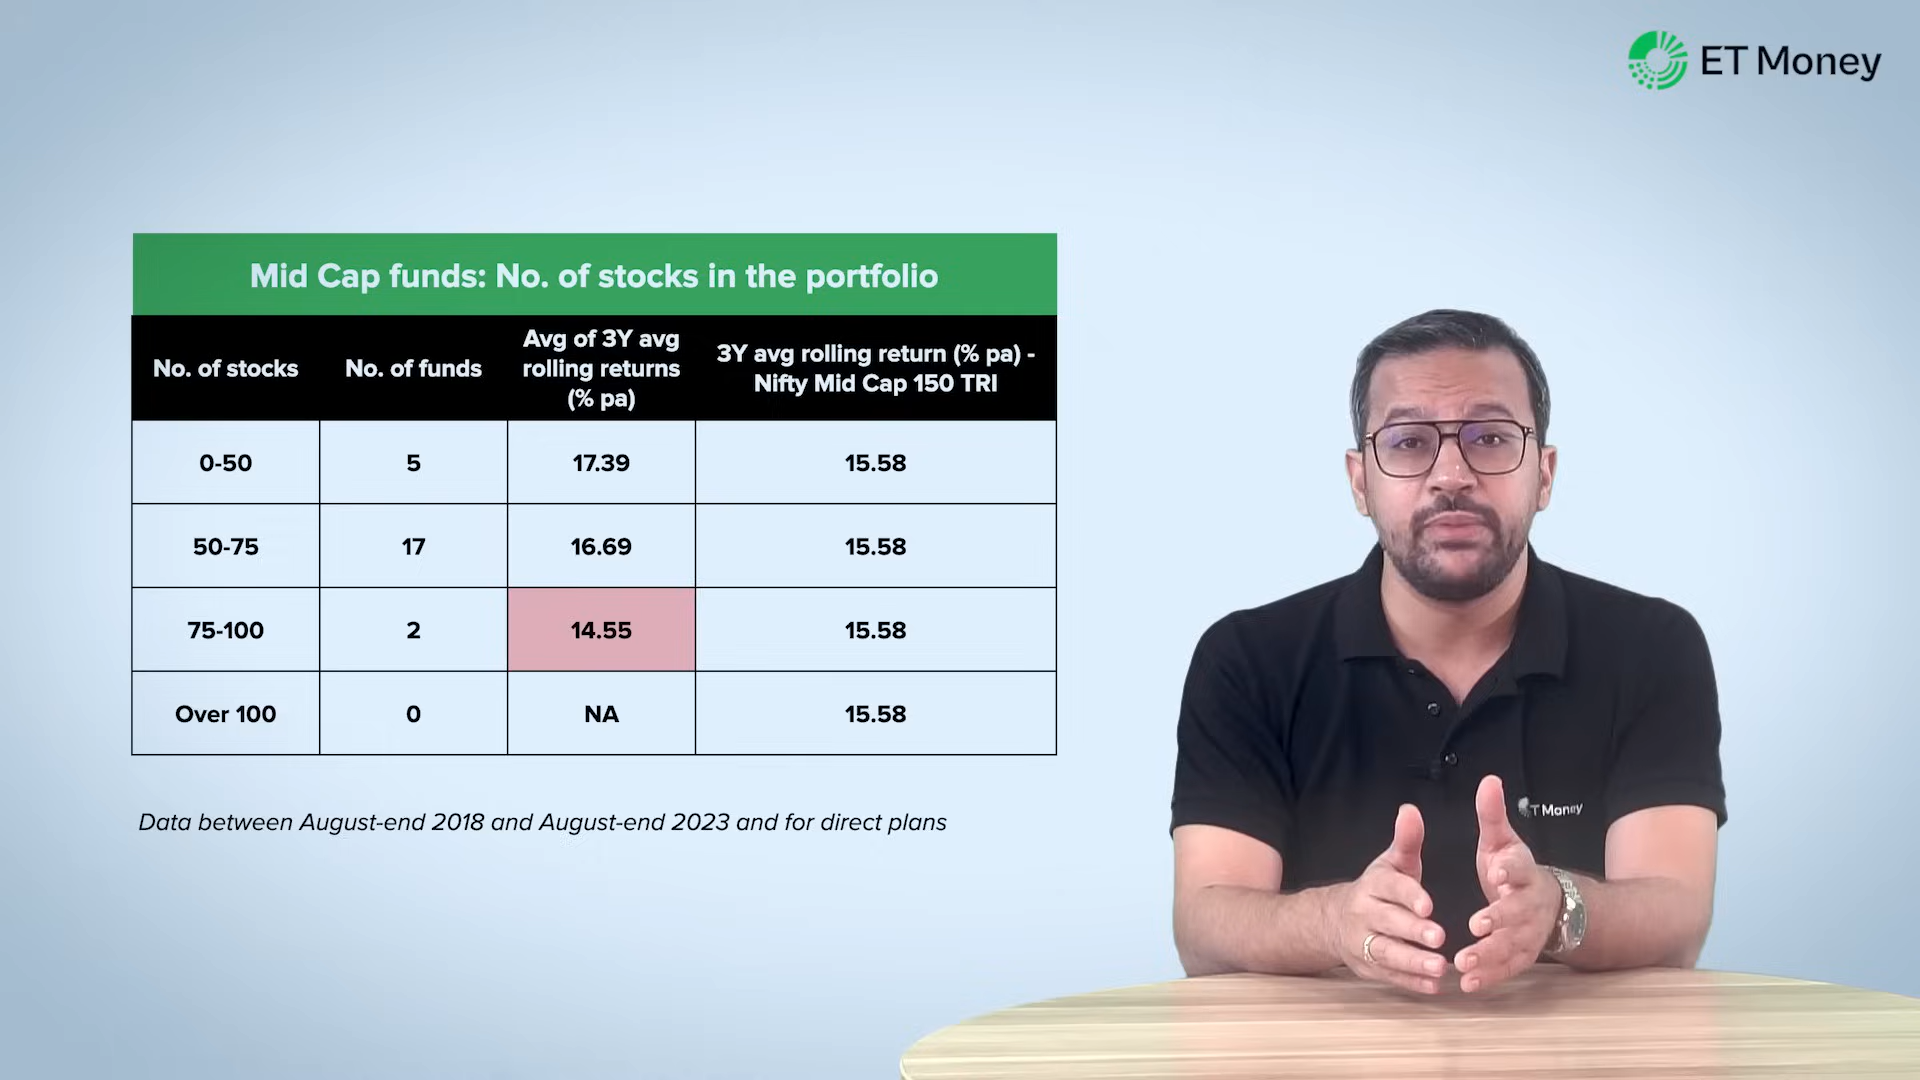 ET Money
Mid Cap funds: No. of stocks in the portfolio
No. of stocks
No. of funds
Avg of 3Y avg
rolling returns
(% pa)
3Y avg rolling return (% pa) -
Nifty Mid Cap 150 TRI
0-50 5 17.39 15.58
50-75 17 16.69 15.58
75-100 2 14.55 15.58
Over 100 0 NA 15.58
Data between August-end 2018 and August-end 2023 and for direct plans
ET Money